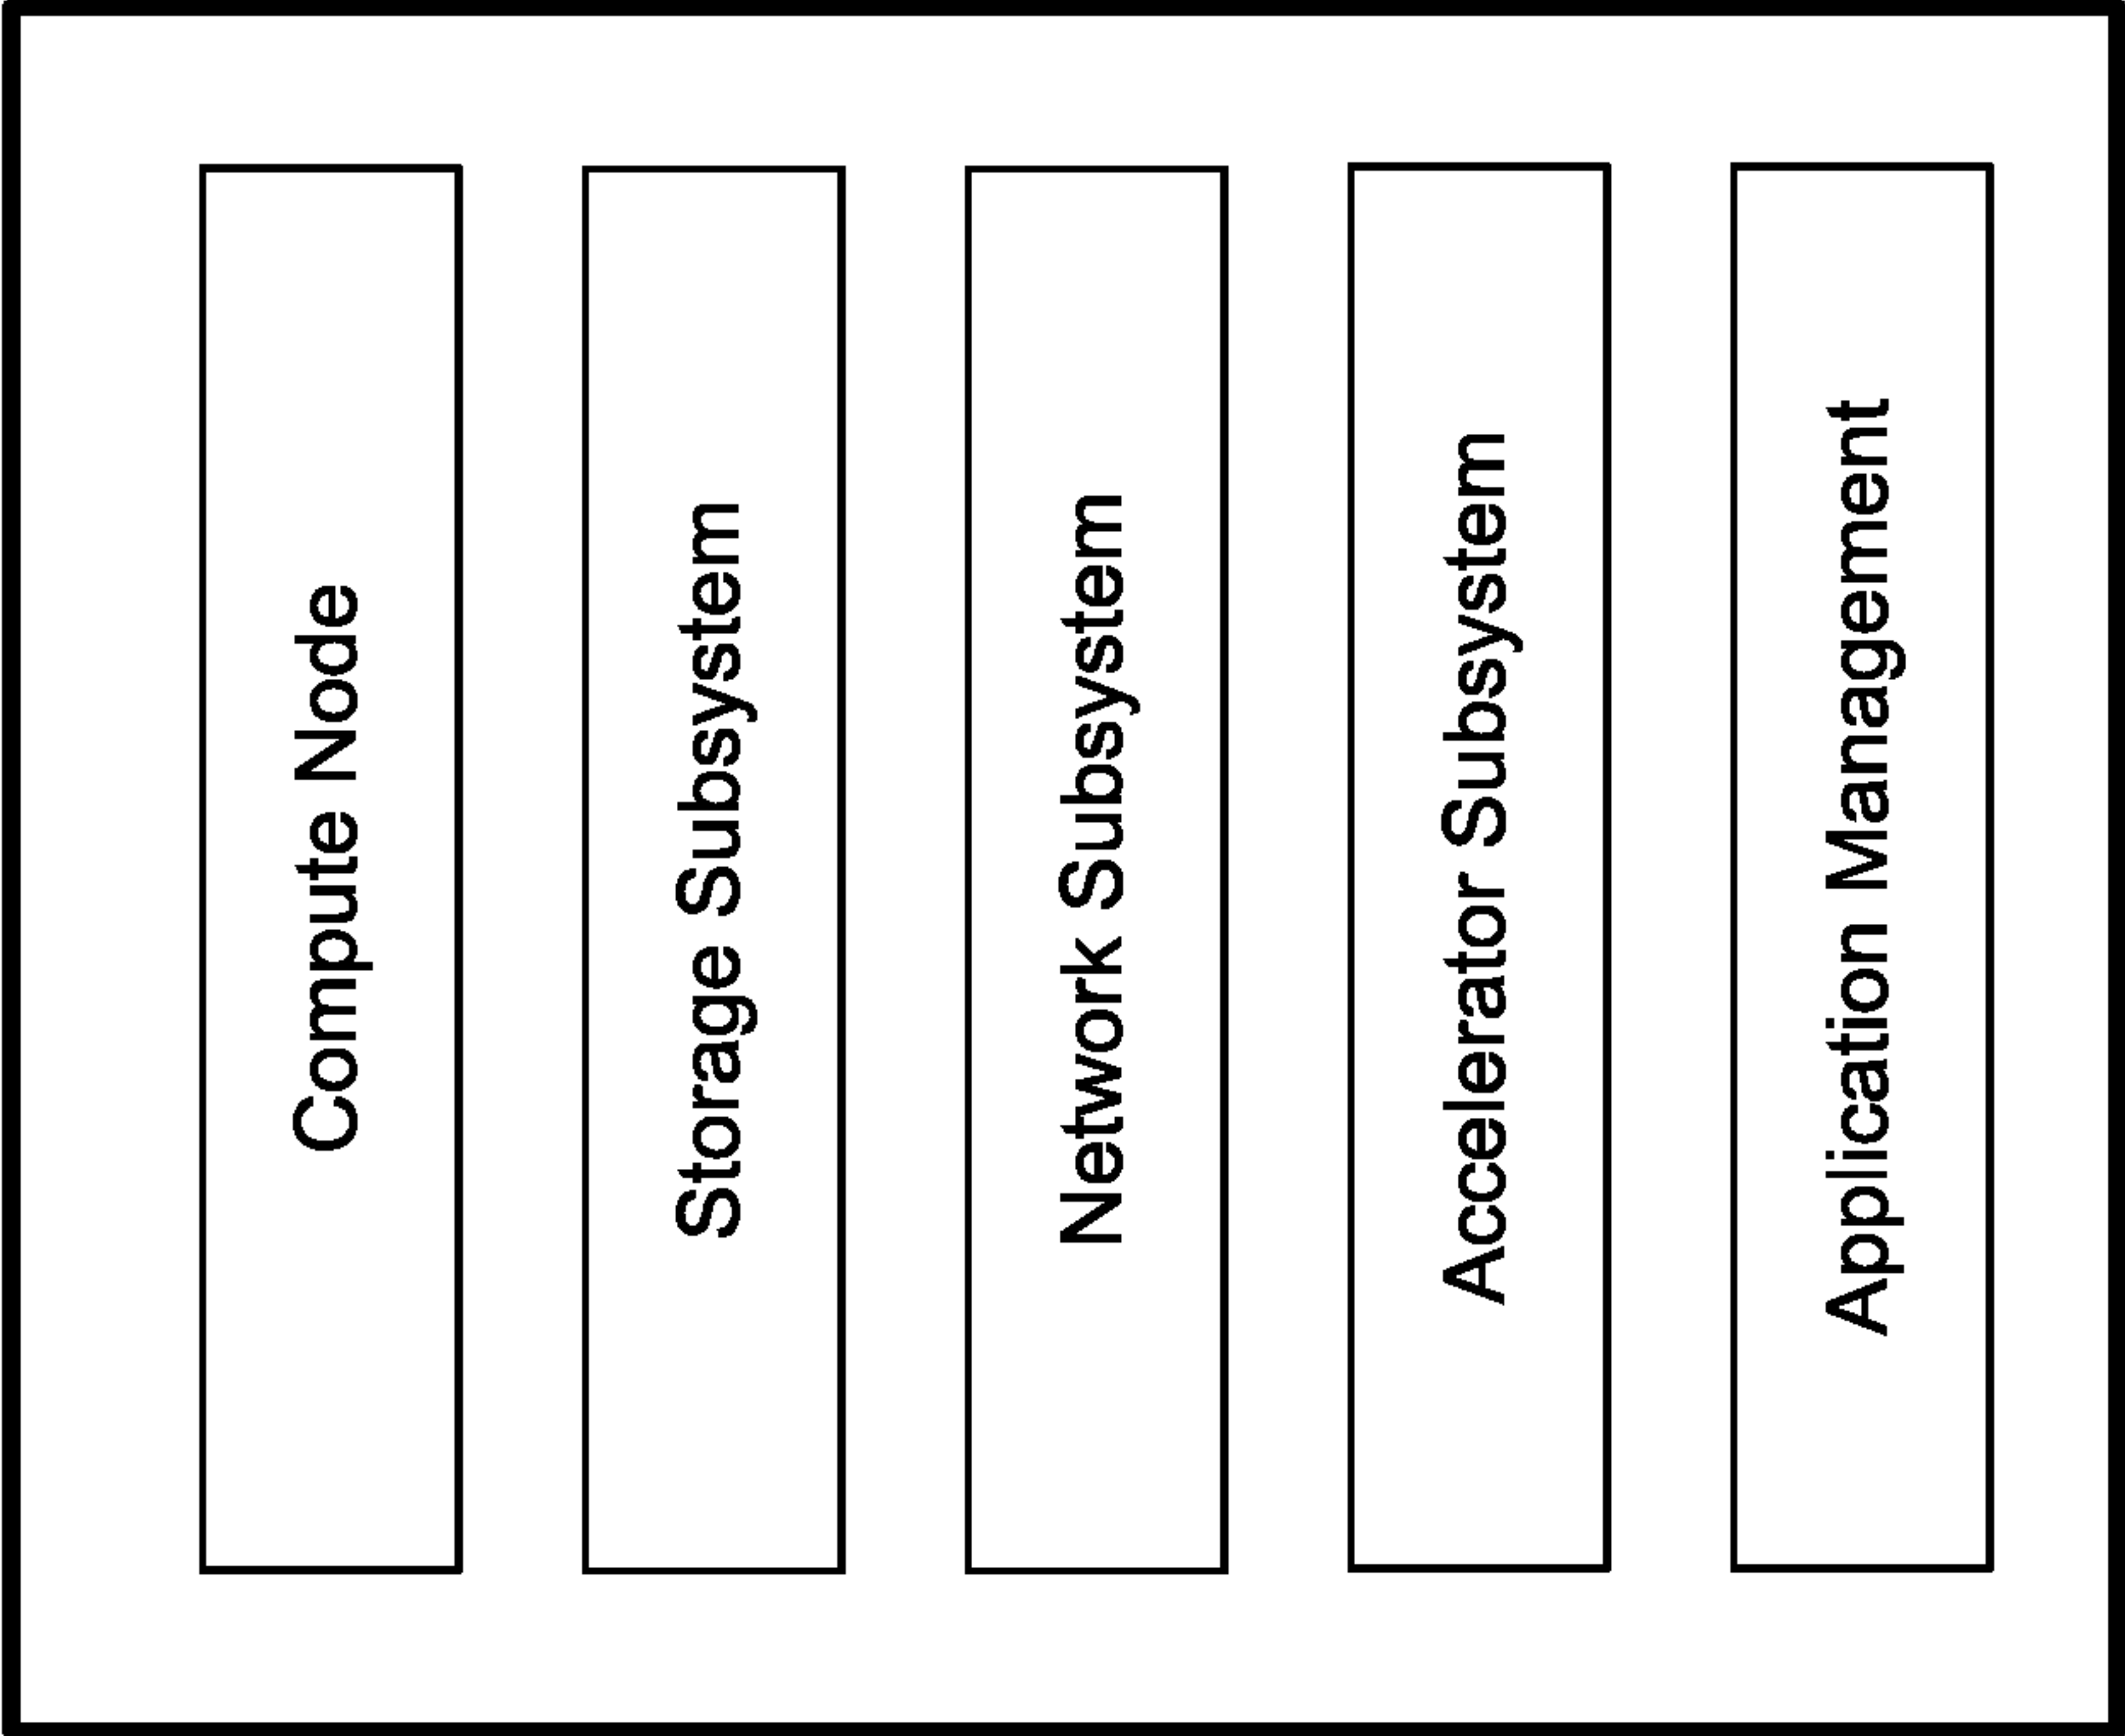 Compute Node
Storage Subsystem
Network Subsystem
Accelerator Subsystem
Application Management